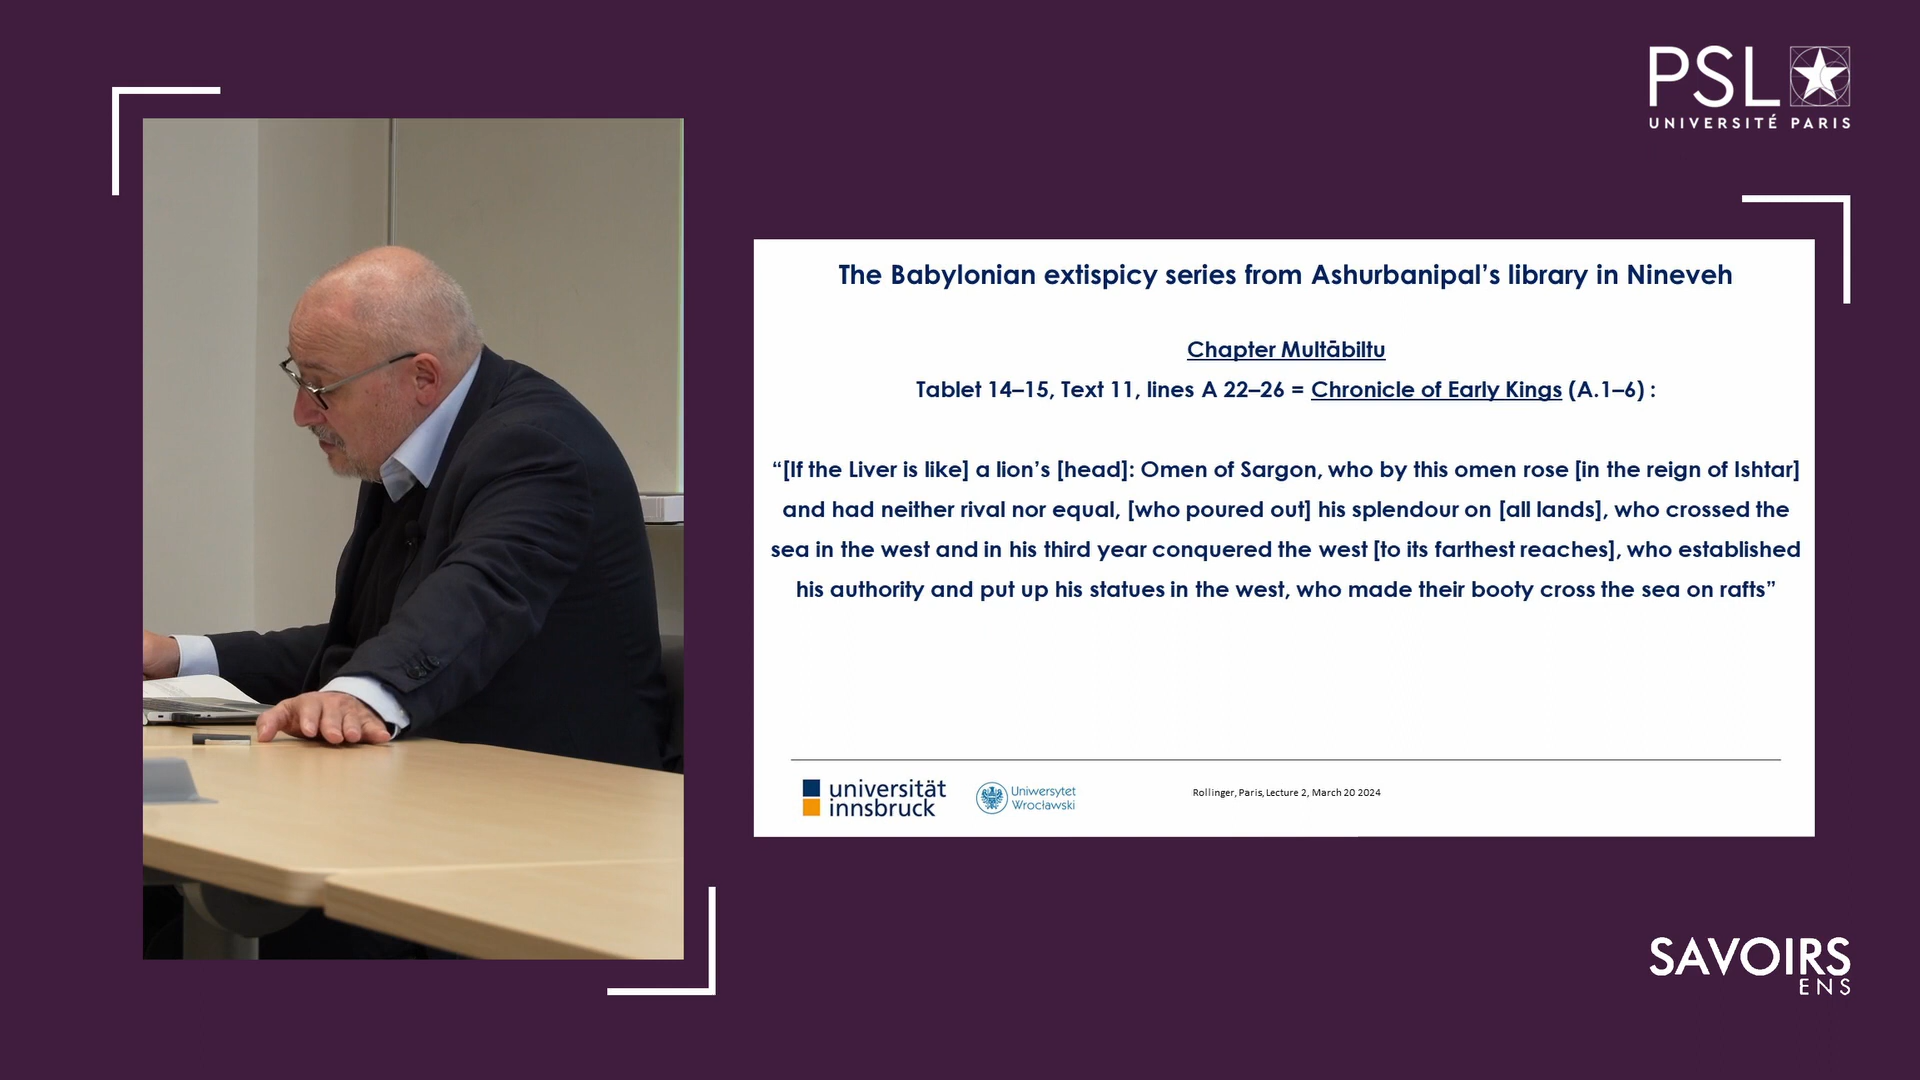 PSL
UNIVERSITÉ PARIS
The Babylonian extispicy series from Ashurbanipal’s library in Nineveh
Chapter Multābiltu
Tablet 14–15, Text 11, lines A 22–26 = Chronicle of Early Kings (A.1–6) :
“[If the Liver is like] a lion’s [head]: Omen of Sargon, who by this omen rose [in the reign of Ishtar]
and had neither rival nor equal, [who poured out] his splendour on [all lands], who crossed the
sea in the west and in his third year conquered the west [to its farthest reaches], who established
his authority and put up his statues in the west, who made their booty cross the sea on rafts”
universität
innsbruck
Uniwersytet
Wrocławski
Rollinger, Paris, Lecture 2, March 20 2024
SAVOIRS
ENS